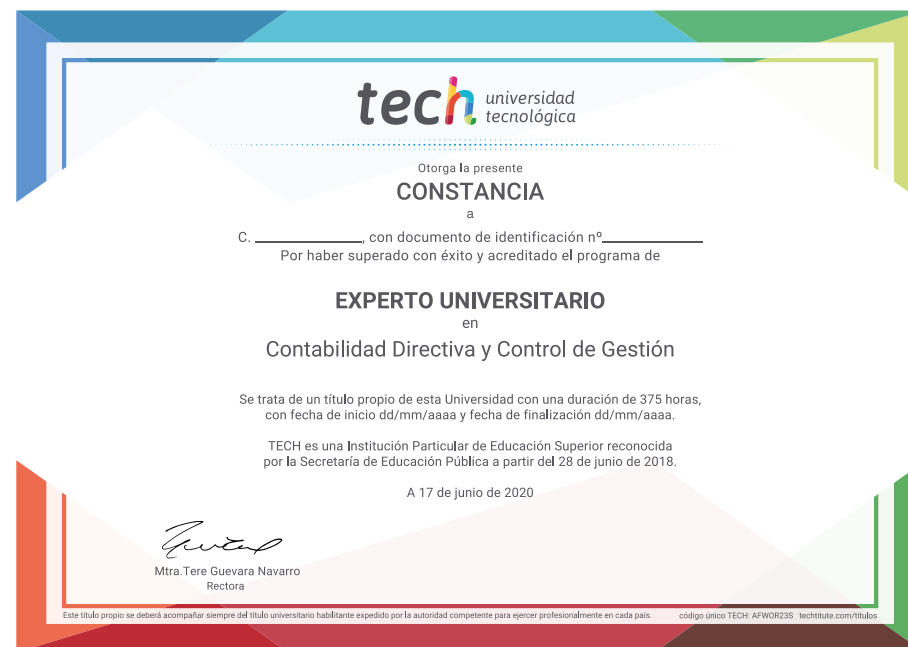 tech universidad
tecnológica
Otorga la presente
CONSTANCIA
a
C. ____________, con documento de identificación nº____________
Por haber superado con éxito y acreditado el programa de
EXPERTO UNIVERSITARIO
en
Contabilidad Directiva y Control de Gestión
Se trata de un título propio de esta Universidad con una duración de 375 horas,
con fecha de inicio dd/mm/aaaa y fecha de finalización dd/mm/aaaa.
TECH es una Institución Particular de Educación Superior reconocida
por la Secretaría de Educación Pública a partir del 28 de junio de 2018.
A 17 de junio de 2020
Mtra.Tere Guevara Navarro
Rectora
Este título propio se deberá acompañar siempre del título universitario habilitante expedido por la autoridad competente para ejercer profesionalmente en cada país. código único TECH: AFWOR23S techtitute.com/títulos